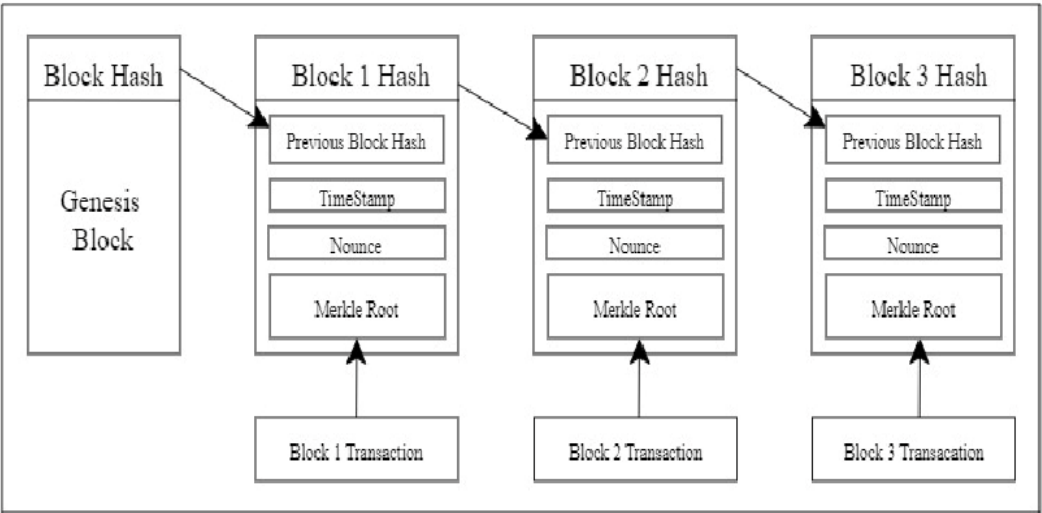 Block Hash
Genesis
Block
Block 1 Hash
Previous Block Hash
TimeStamp
Nounce
Merkle Root
Block 1 Transaction
Block 2 Hash
Previous Block Hash
TimeStamp
Nounce
Merkle Root
Block 2 Transaction
Block 3 Hash
Previous Block Hash
TimeStamp
Nounce
Merkle Root
Block 3 Transacation